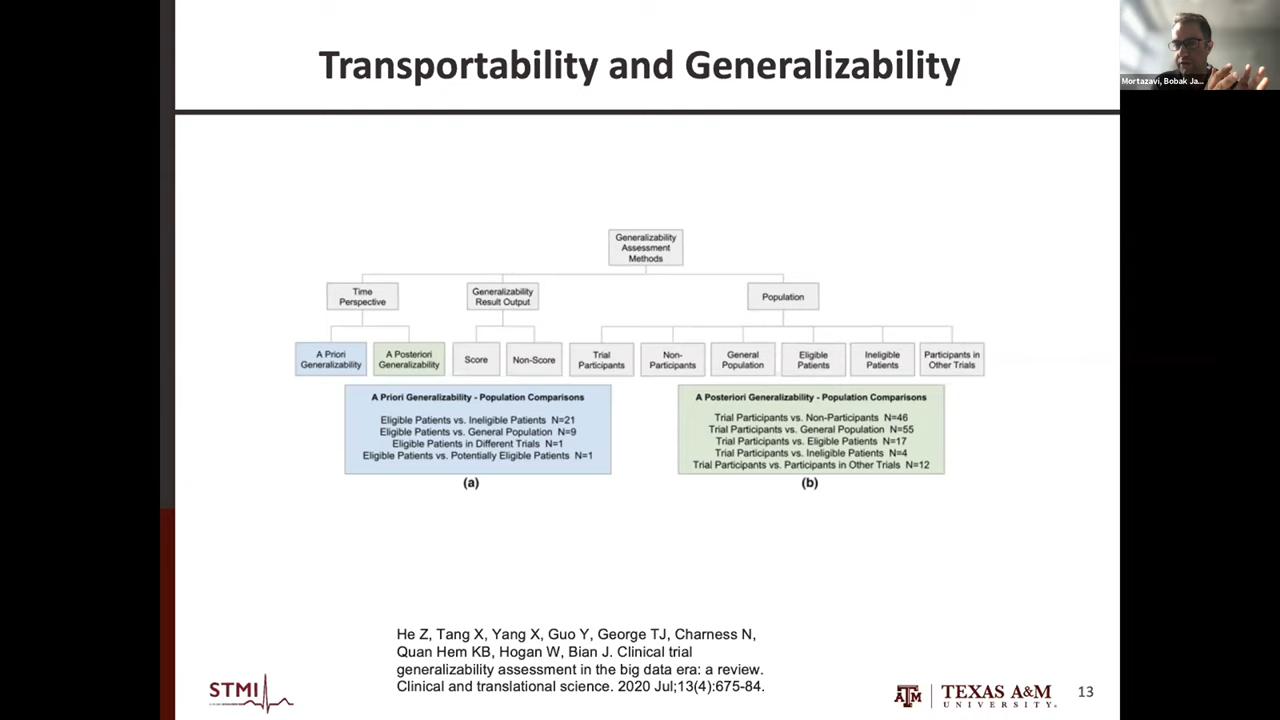 Transportability and Generalizability
Mortazavi, Bobak Ja...
Generalizability
Assessment
Methods
Time
Perspective
Generalizability
Result Output
Population
A Priori
Generalizability
A Posteriori
Generalizability
Score
Non-Score
Trial
Participants
Non-
Participants
General
Population
Eligible
Patients
Ineligible
Patients
Participants in
Other Trials
A Priori Generalizability - Population Comparisons
Eligible Patients vs. Ineligible Patients N=21
Eligible Patients vs. General Population N=9
Eligible Patients in Different Trials N=1
Eligible Patients vs. Potentially Eligible Patients N=1
(a)
A Posteriori Generalizability - Population Comparisons
Trial Participants vs. Non-Participants N=46
Trial Participants vs. General Population N=55
Trial Participants vs. Eligible Patients N=17
Trial Participants vs. Ineligible Patients N=4
Trial Participants vs. Participants in Other Trials N=12
(b)
He Z, Tang X, Yang X, Guo Y, George TJ, Charness N,
Quan Hem KB, Hogan W, Bian J. Clinical trial
generalizability assessment in the big data era: a review.
Clinical and translational science. 2020 Jul;13(4):675-84.
STMI
ATM
TEXAS A&M
UNIVERSITY.
13